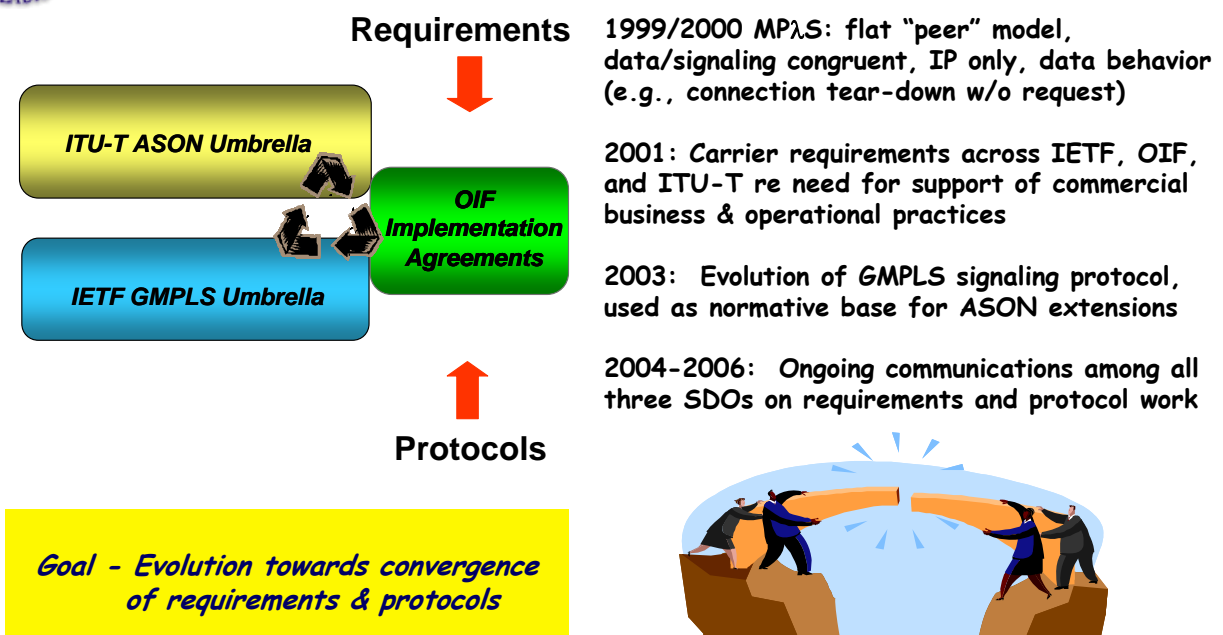 Requirements
ITU-T ASON Umbrella
OIF
Implementation
Agreements
IETF GMPLS Umbrella
Protocols
Goal - Evolution towards convergence
of requirements & protocols
1999/2000 MPλS: flat “peer” model,
data/signaling congruent, IP only, data behavior
(e.g., connection tear-down w/o request)
2001: Carrier requirements across IETF, OIF,
and ITU-T re need for support of commercial
business & operational practices
2003: Evolution of GMPLS signaling protocol,
used as normative base for ASON extensions
2004-2006: Ongoing communications among all
three SDOs on requirements and protocol work